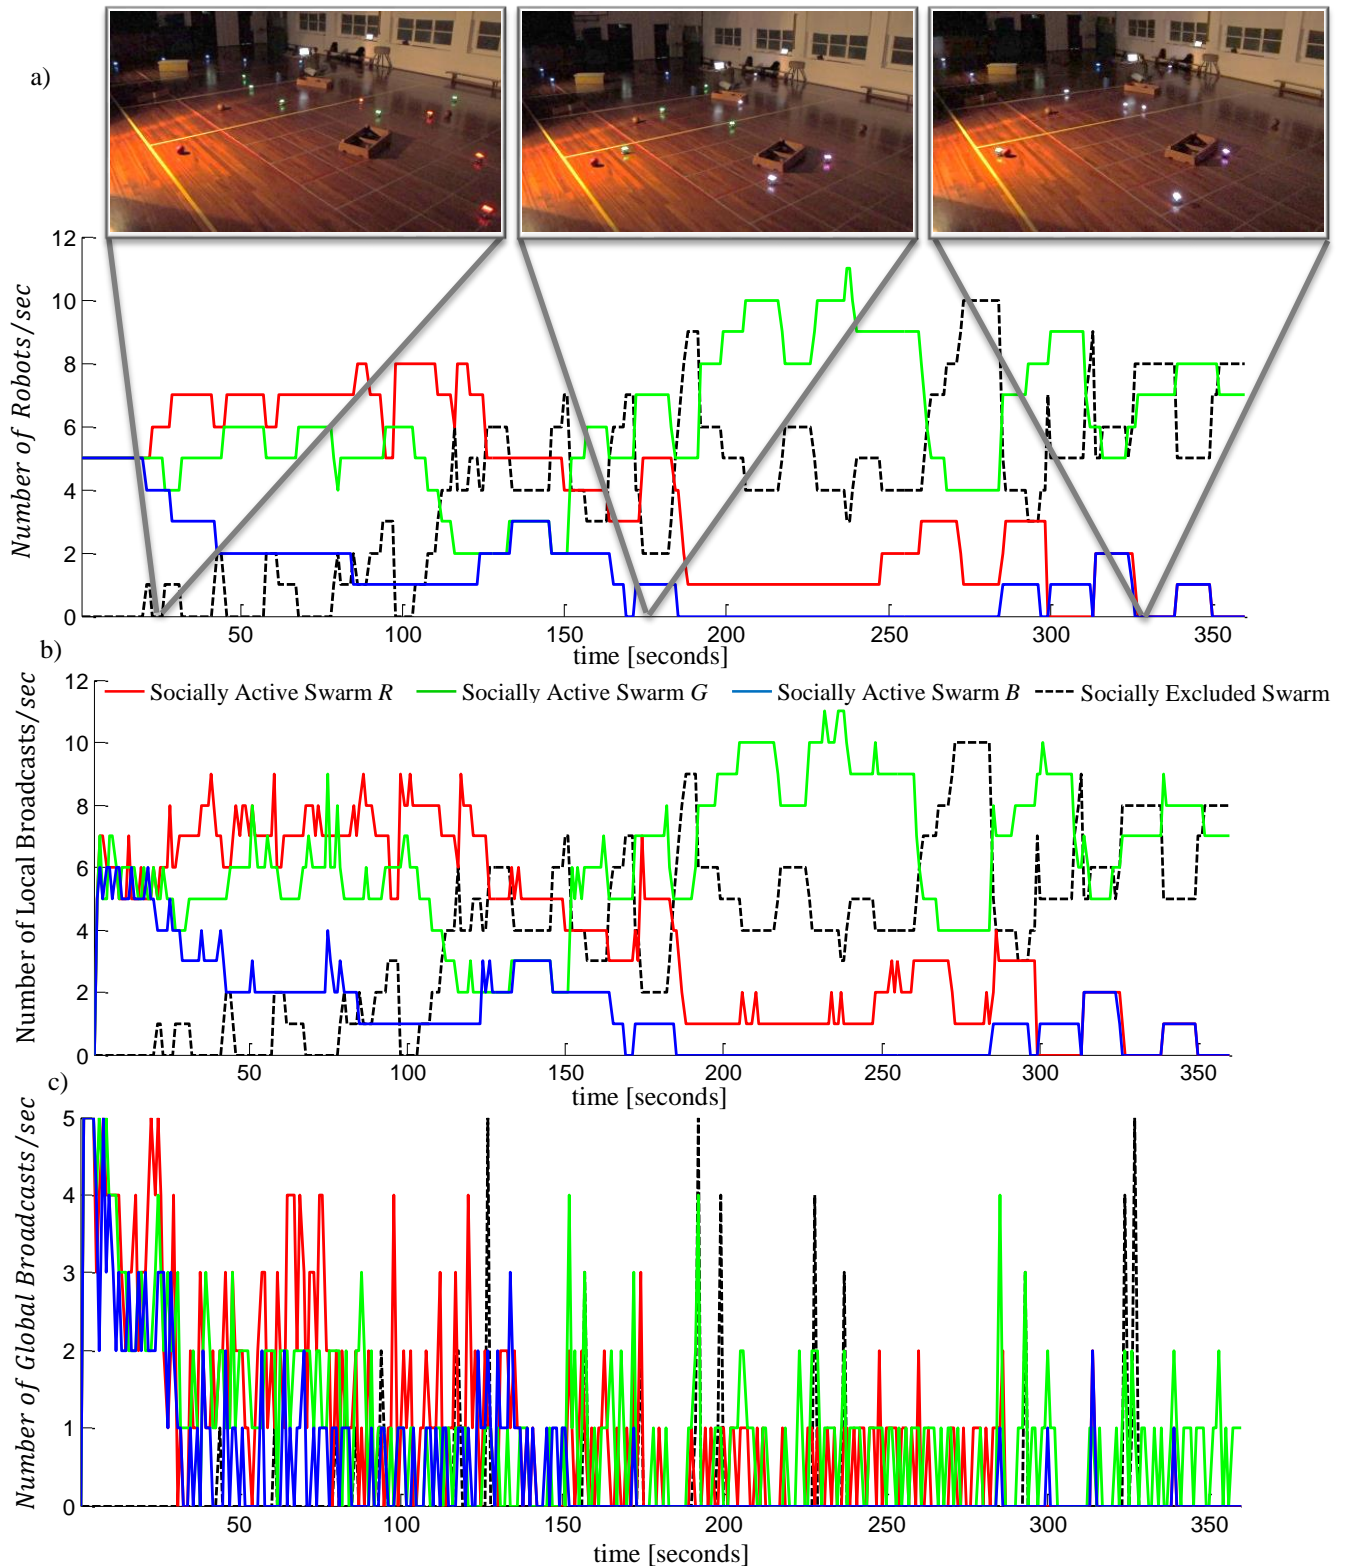 a)
12
10
8
6
4
2
0
Number of Robots/sec
50 100 150 200 250 300 350
time [seconds]
b)
Socially Active Swarm R Socially Active Swarm G Socially Active Swarm B Socially Excluded Swarm
12
10
8
6
4
2
0
Number of Local Broadcasts/sec
50 100 150 200 250 300 350
time [seconds]
c)
5
4
3
2
1
0
Number of Global Broadcasts/sec
50 100 150 200 250 300 350
time [seconds]